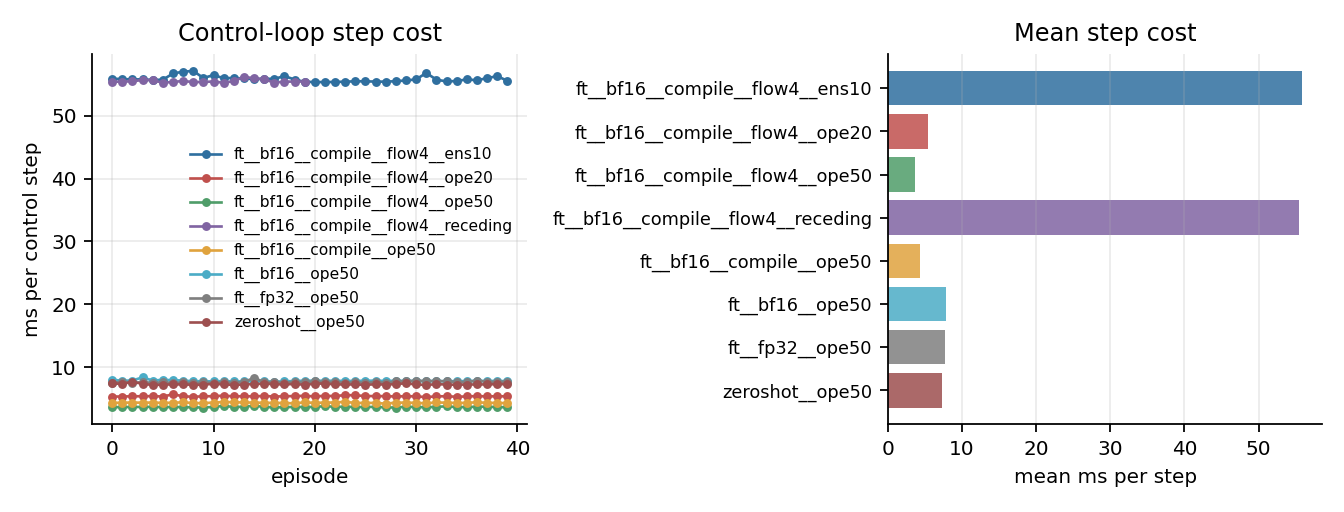 Control-loop step cost
ms per control step
50
40
30
20
10
ft__bf16__compile__flow4__ens10
ft__bf16__compile__flow4__ope20
ft__bf16__compile__flow4__ope50
ft__bf16__compile__flow4__receding
ft__bf16__compile__ope50
ft__bf16__ope50
ft__fp32__ope50
zeroshot__ope50
0 10 20 30 40
episode
Mean step cost
ft__bf16__compile__flow4__ens10
ft__bf16__compile__flow4__ope20
ft__bf16__compile__flow4__ope50
ft__bf16__compile__flow4__receding
ft__bf16__compile__ope50
ft__bf16__ope50
ft__fp32__ope50
zeroshot__ope50
0 10 20 30 40 50
mean ms per step